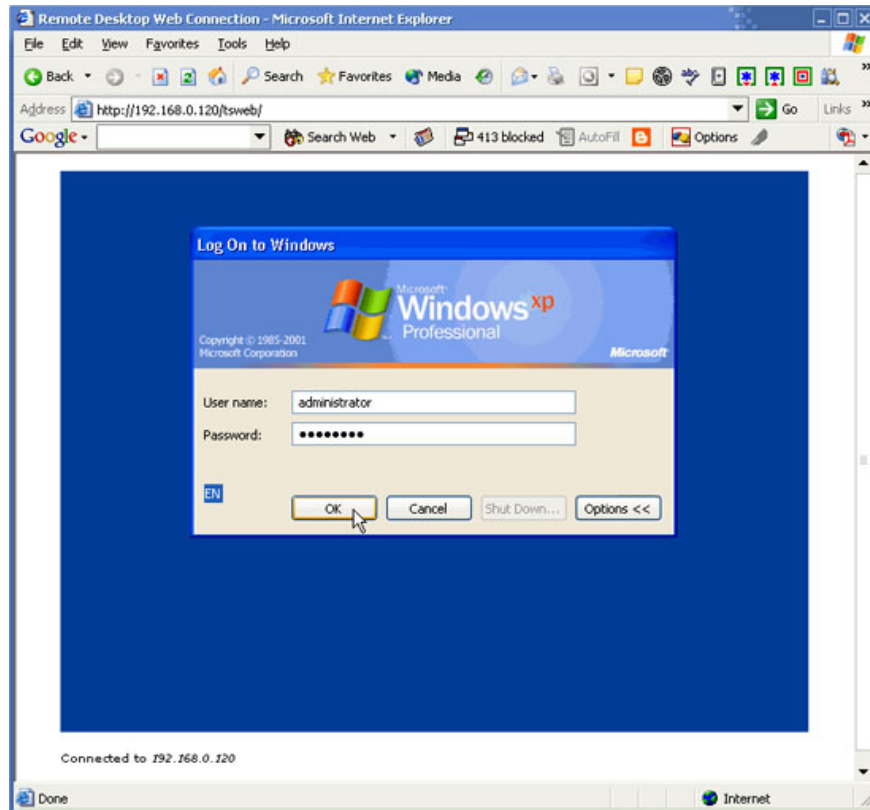 Remote Desktop Web Connection - Microsoft Internet Explorer
File Edit View Favorites Tools Help
Back Search Favorites Media
Address http://192.168.0.120/tsweb/ Go Links
Google Search Web 413 blocked AutoFill Options
Log On to Windows
Microsoft
Windows xp
Professional
Copyright © 1985-2001
Microsoft Corporation
Microsoft
User name: administrator
Password: ••••••••
EN
OK Cancel Shut Down... Options <<
Connected to 192.168.0.120
Done Internet